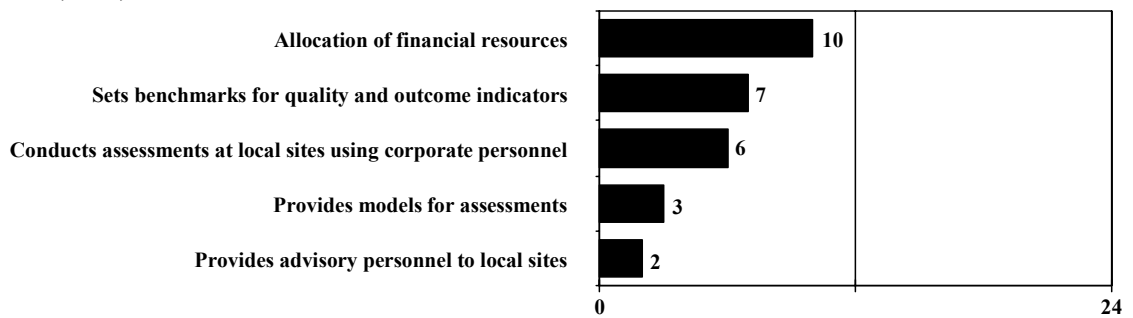 Allocation of financial resources 10
Sets benchmarks for quality and outcome indicators 7
Conducts assessments at local sites using corporate personnel 6
Provides models for assessments 3
Provides advisory personnel to local sites 2
0 24